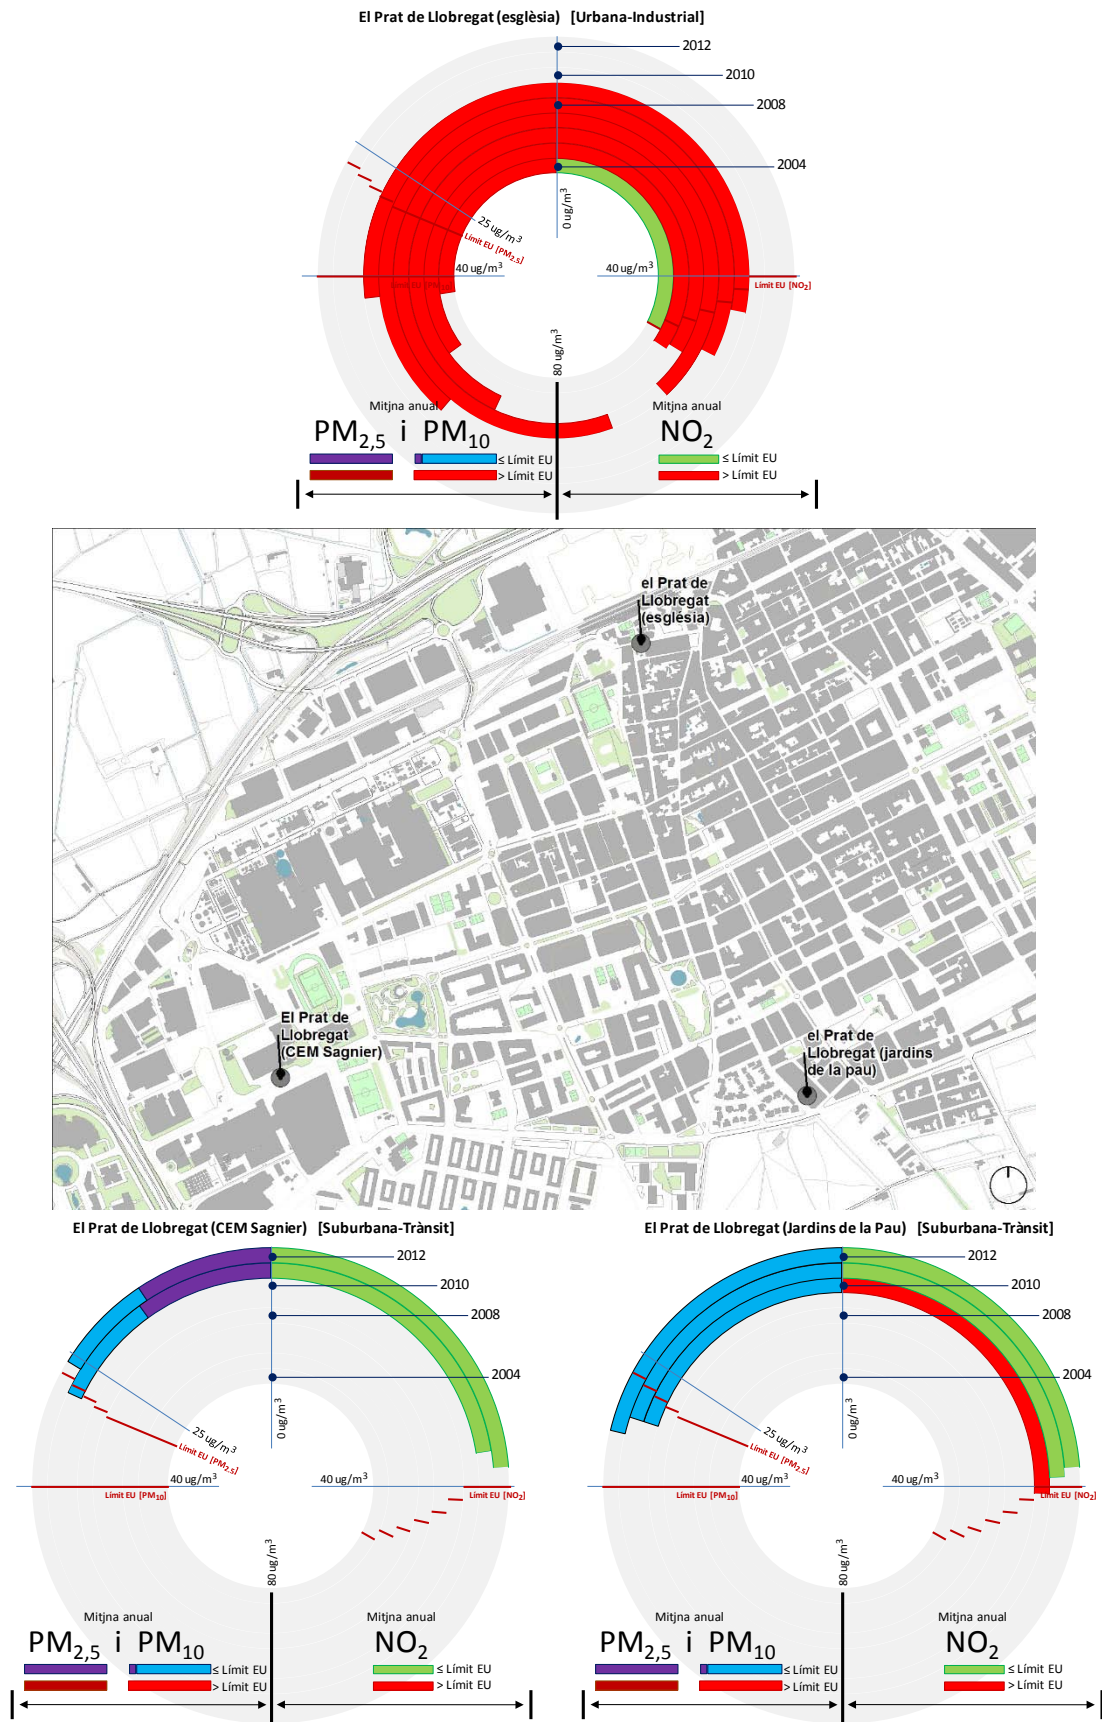 El Prat de Llobregat (esglèsia) [Urbana-Industrial]
2012
2010
2008
2004
0 ug/m³
25 ug/m³
Límit EU [PM2.5]
40 ug/m³
40 ug/m³
Límit EU [PM10]
Límit EU [NO2]
80 ug/m³
Mitjna anual
Mitjna anual
PM2,5 i PM10
NO2
≤ Límit EU
≤ Límit EU
> Límit EU
> Límit EU
el Prat de
Llobregat
(església)
El Prat de
Llobregat
(CEM Sagnier)
el Prat de
Llobregat (jardins
de la pau)
El Prat de Llobregat (CEM Sagnier) [Suburbana-Trànsit]
2012
2010
2008
2004
0 ug/m³
25 ug/m³
Límit EU [PM2.5]
40 ug/m³
40 ug/m³
Límit EU [PM10]
Límit EU [NO2]
80 ug/m³
Mitjna anual
Mitjna anual
PM2,5 i PM10
NO2
≤ Límit EU
≤ Límit EU
> Límit EU
> Límit EU
El Prat de Llobregat (Jardins de la Pau) [Suburbana-Trànsit]
2012
2010
2008
2004
0 ug/m³
25 ug/m³
Límit EU [PM2.5]
40 ug/m³
40 ug/m³
Límit EU [PM10]
Límit EU [NO2]
80 ug/m³
Mitjna anual
Mitjna anual
PM2,5 i PM10
NO2
≤ Límit EU
≤ Límit EU
> Límit EU
> Límit EU